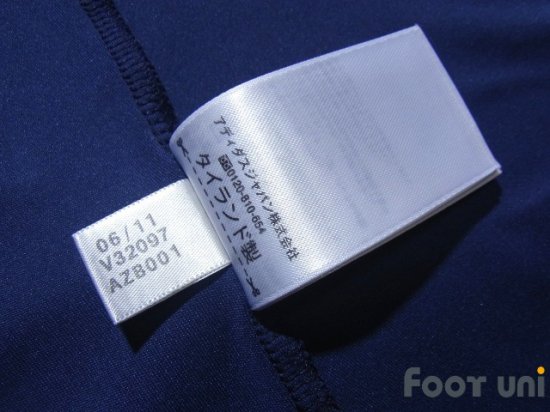 アディダスジャパン株式会社
0120-810-654
タイランド製
06/11
V32097
AZB001
FOOT UNI